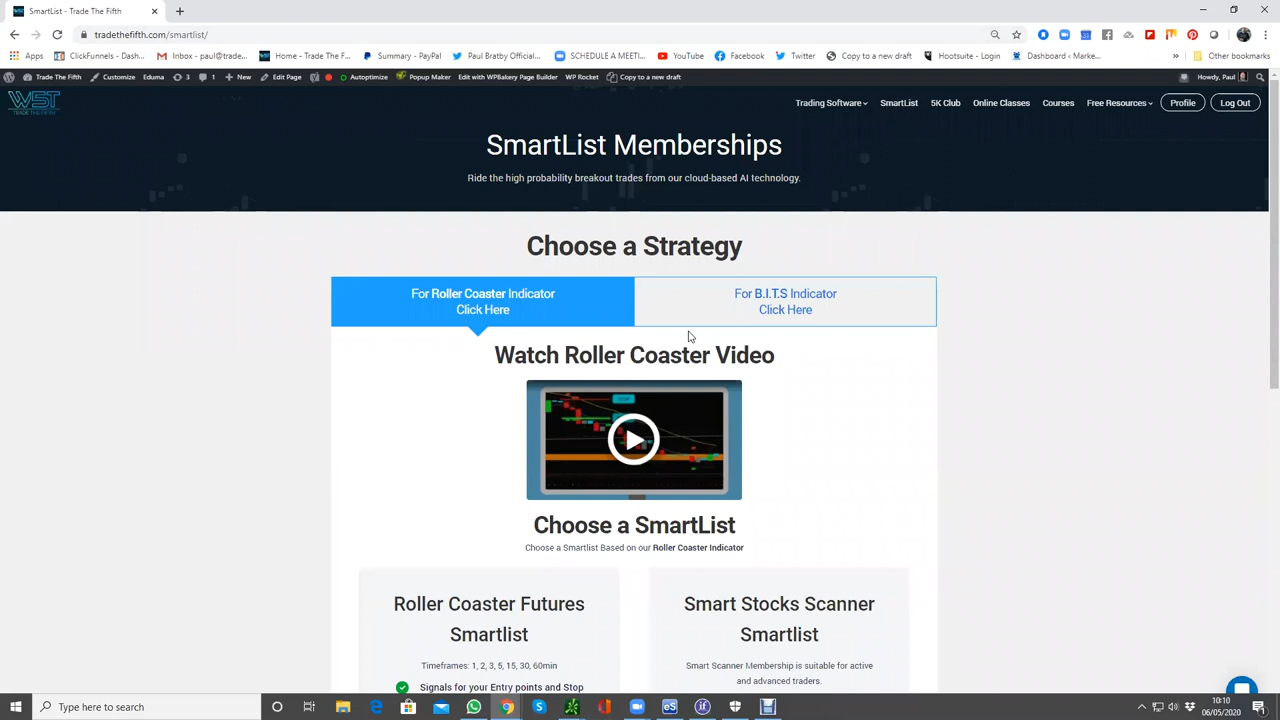 SmartList - Trade The Fifth
tradethefifth.com/smartlist/
Apps
ClickFunnels - Dash...
Inbox - paul@trade...
Home - Trade The F...
Summary - PayPal
Paul Bratby Official...
SCHEDULE A MEETI...
YouTube
Facebook
Twitter
Copy to a new draft
Hootsuite - Login
Dashboard ‹ Marke...
»
Other bookmarks
Trade The Fifth
Customize
Eduma
3
1
+ New
Edit Page
Autoptimize
Popup Maker
Edit with WPBakery Page Builder
WP Rocket
Copy to a new draft
Howdy, Paul
WST
TRADE THE FIFTH
Trading Software
SmartList
5K Club
Online Classes
Courses
Free Resources
Profile
Log Out
SmartList Memberships
Ride the high probability breakout trades from our cloud-based AI technology.
Choose a Strategy
For Roller Coaster Indicator
Click Here
For B.I.T.S Indicator
Click Here
Watch Roller Coaster Video
Choose a SmartList
Choose a Smartlist Based on our Roller Coaster Indicator
Roller Coaster Futures
Smartlist
Timeframes: 1, 2, 3, 5, 15, 30, 60min
Signals for your Entry points and Stop
Smart Stocks Scanner
Smartlist
Smart Scanner Membership is suitable for active
and advanced traders.
Type here to search
10:10
06/05/2020